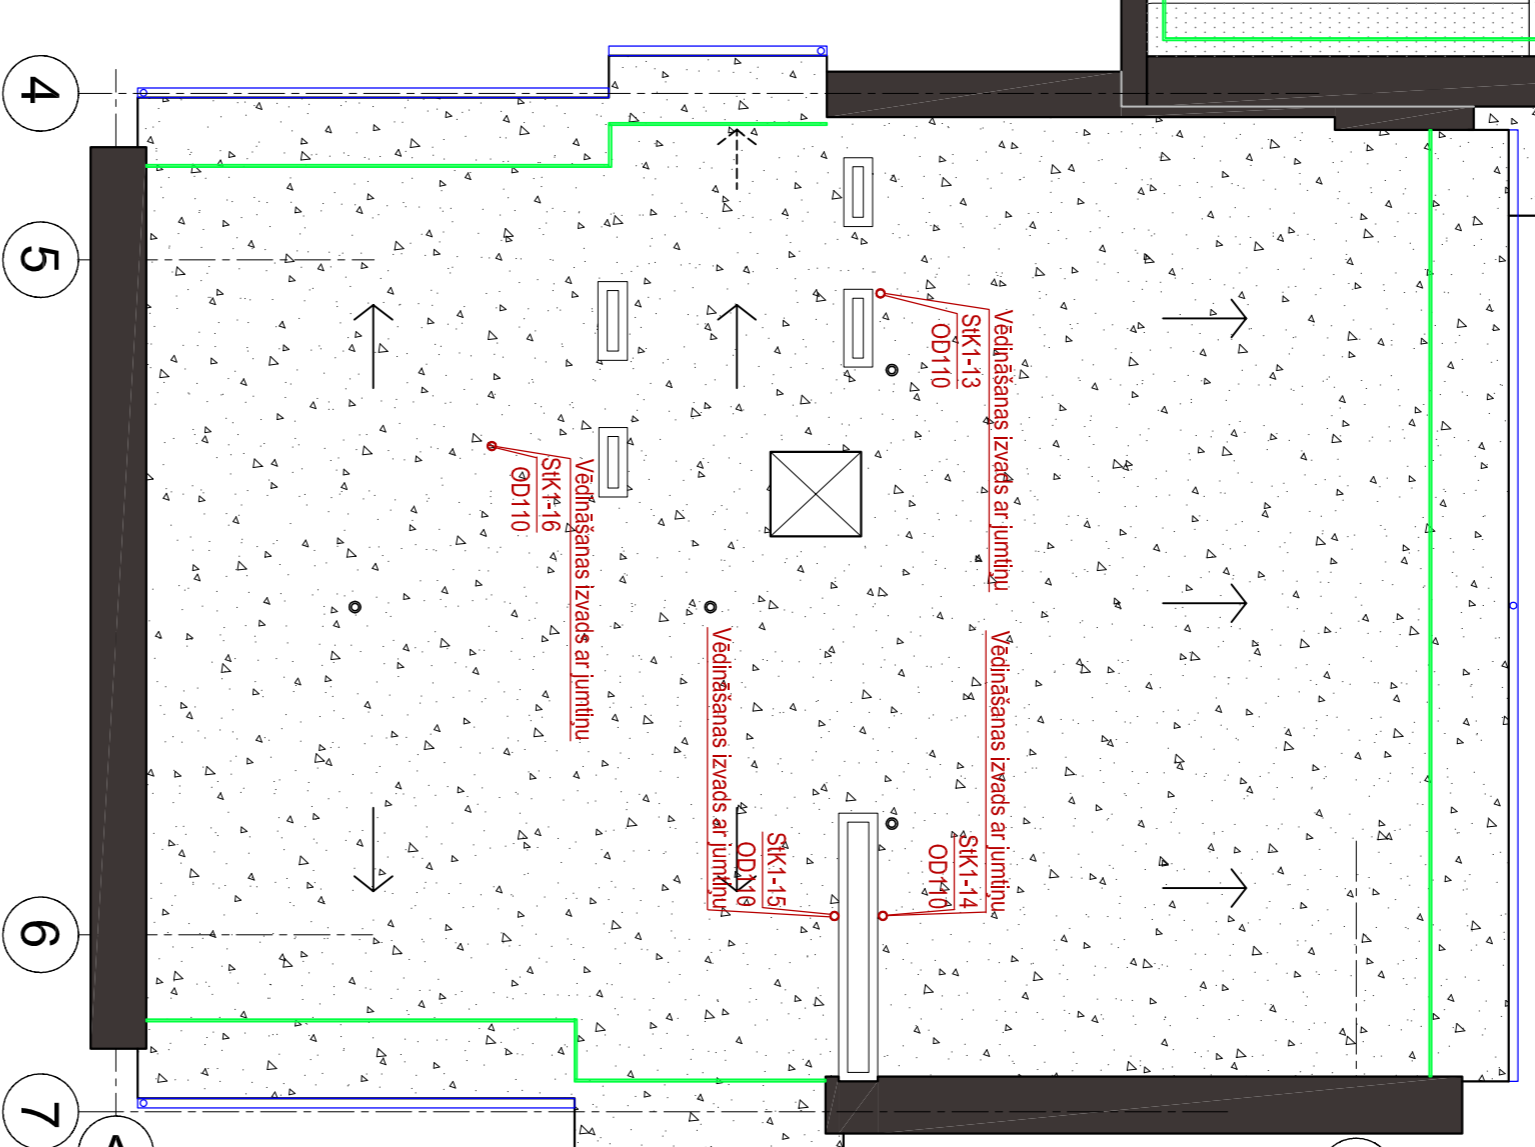 4
5
6
7
A
Vēdināšanas izvads ar jumtiņu
StK1-13
OD110
Vēdināšanas izvads ar jumtiņu
StK1-16
OD110
Vēdināšanas izvads ar jumtiņu
StK1-15
OD110
Vēdināšanas izvads ar jumtiņu
StK1-14
OD110